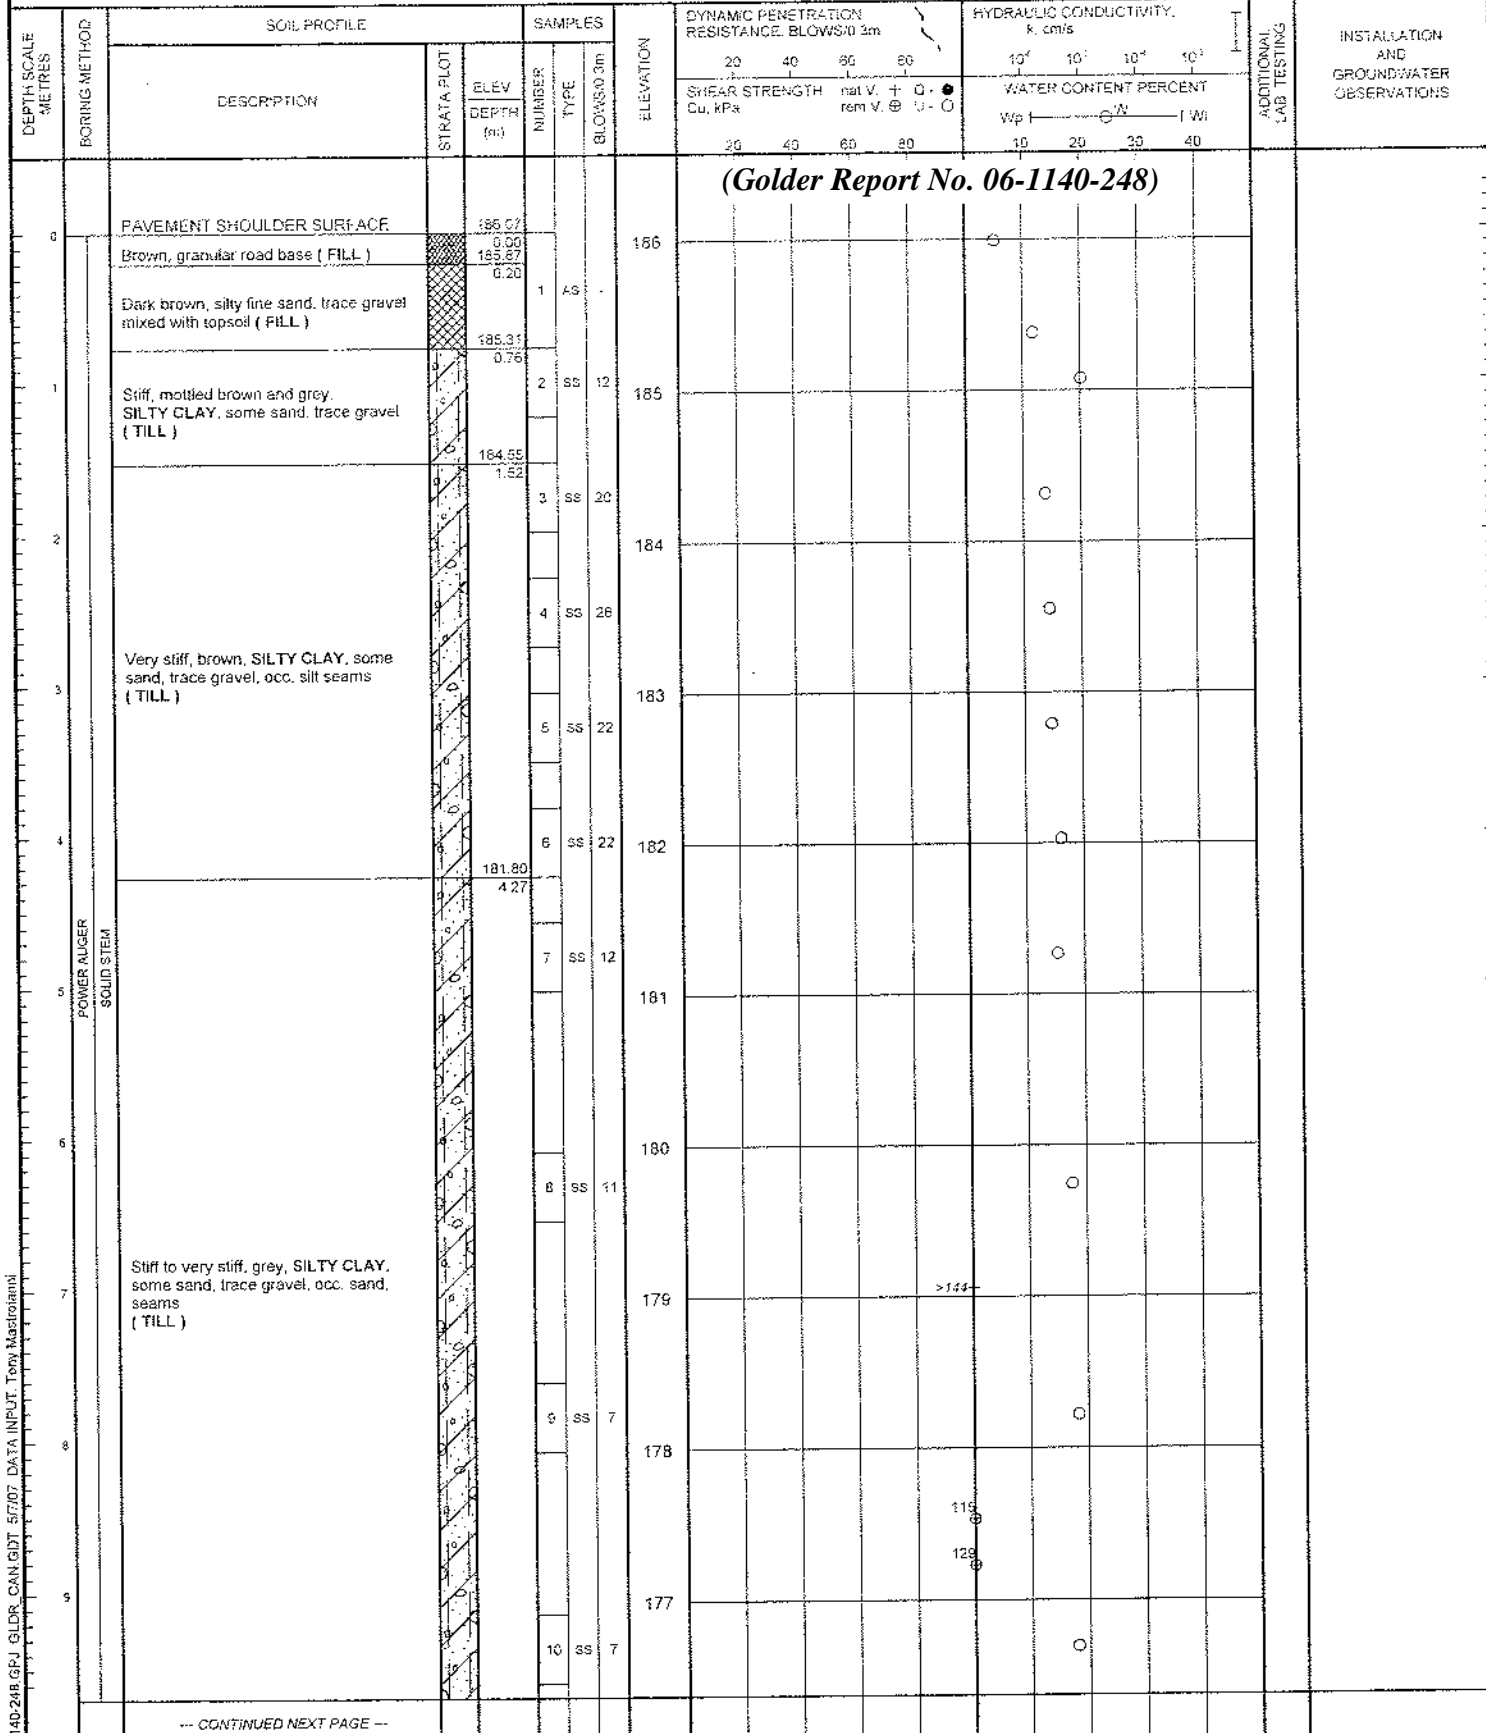 DEPTH SCALE
METRES
BORING METHOD
SOIL PROFILE
DESCRIPTION
STRATA PLOT
ELEV
DEPTH
(m)
SAMPLES
NUMBER
TYPE
BLOWS/0.3m
ELEVATION
DYNAMIC PENETRATION
RESISTANCE, BLOWS/0.3m
20 40 60 80
SHEAR STRENGTH nat V. + Q - ●
Cu, kPa rem V. ⊕ U - O
20 40 60 80
HYDRAULIC CONDUCTIVITY,
k, cm/s
WATER CONTENT PERCENT
Wp W Wl
10 20 30 40
ADDITIONAL
LAB. TESTING
INSTALLATION
AND
GROUNDWATER
OBSERVATIONS
(Golder Report No. 06-1140-248)
PAVEMENT SHOULDER SURFACE
186.07
0 0.00
186
Brown, granular road base ( FILL )
185.87
0.20
Dark brown, silty fine sand, trace gravel
mixed with topsoil ( FILL )
1 AS -
185.31
0.76
1
Stiff, mottled brown and grey,
SILTY CLAY, some sand, trace gravel
( TILL )
2 SS 12
185
184.55
1.52
3 SS 20
2
184
4 SS 26
Very stiff, brown, SILTY CLAY, some
sand, trace gravel, occ. silt seams
( TILL )
3
183
5 SS 22
4
6 SS 22
182
181.80
4.27
POWER AUGER
SOLID STEM
7 SS 12
5
181
6
180
8 SS 11
Stiff to very stiff, grey, SILTY CLAY,
some sand, trace gravel, occ. sand,
seams
( TILL )
7
>144
179
9 SS 7
8
178
129
9
177
10 SS 7
--- CONTINUED NEXT PAGE ---
140-248.GPJ GLDR_CAN.GDT 5/7/07 DATA INPUT: Tony Mastroianni